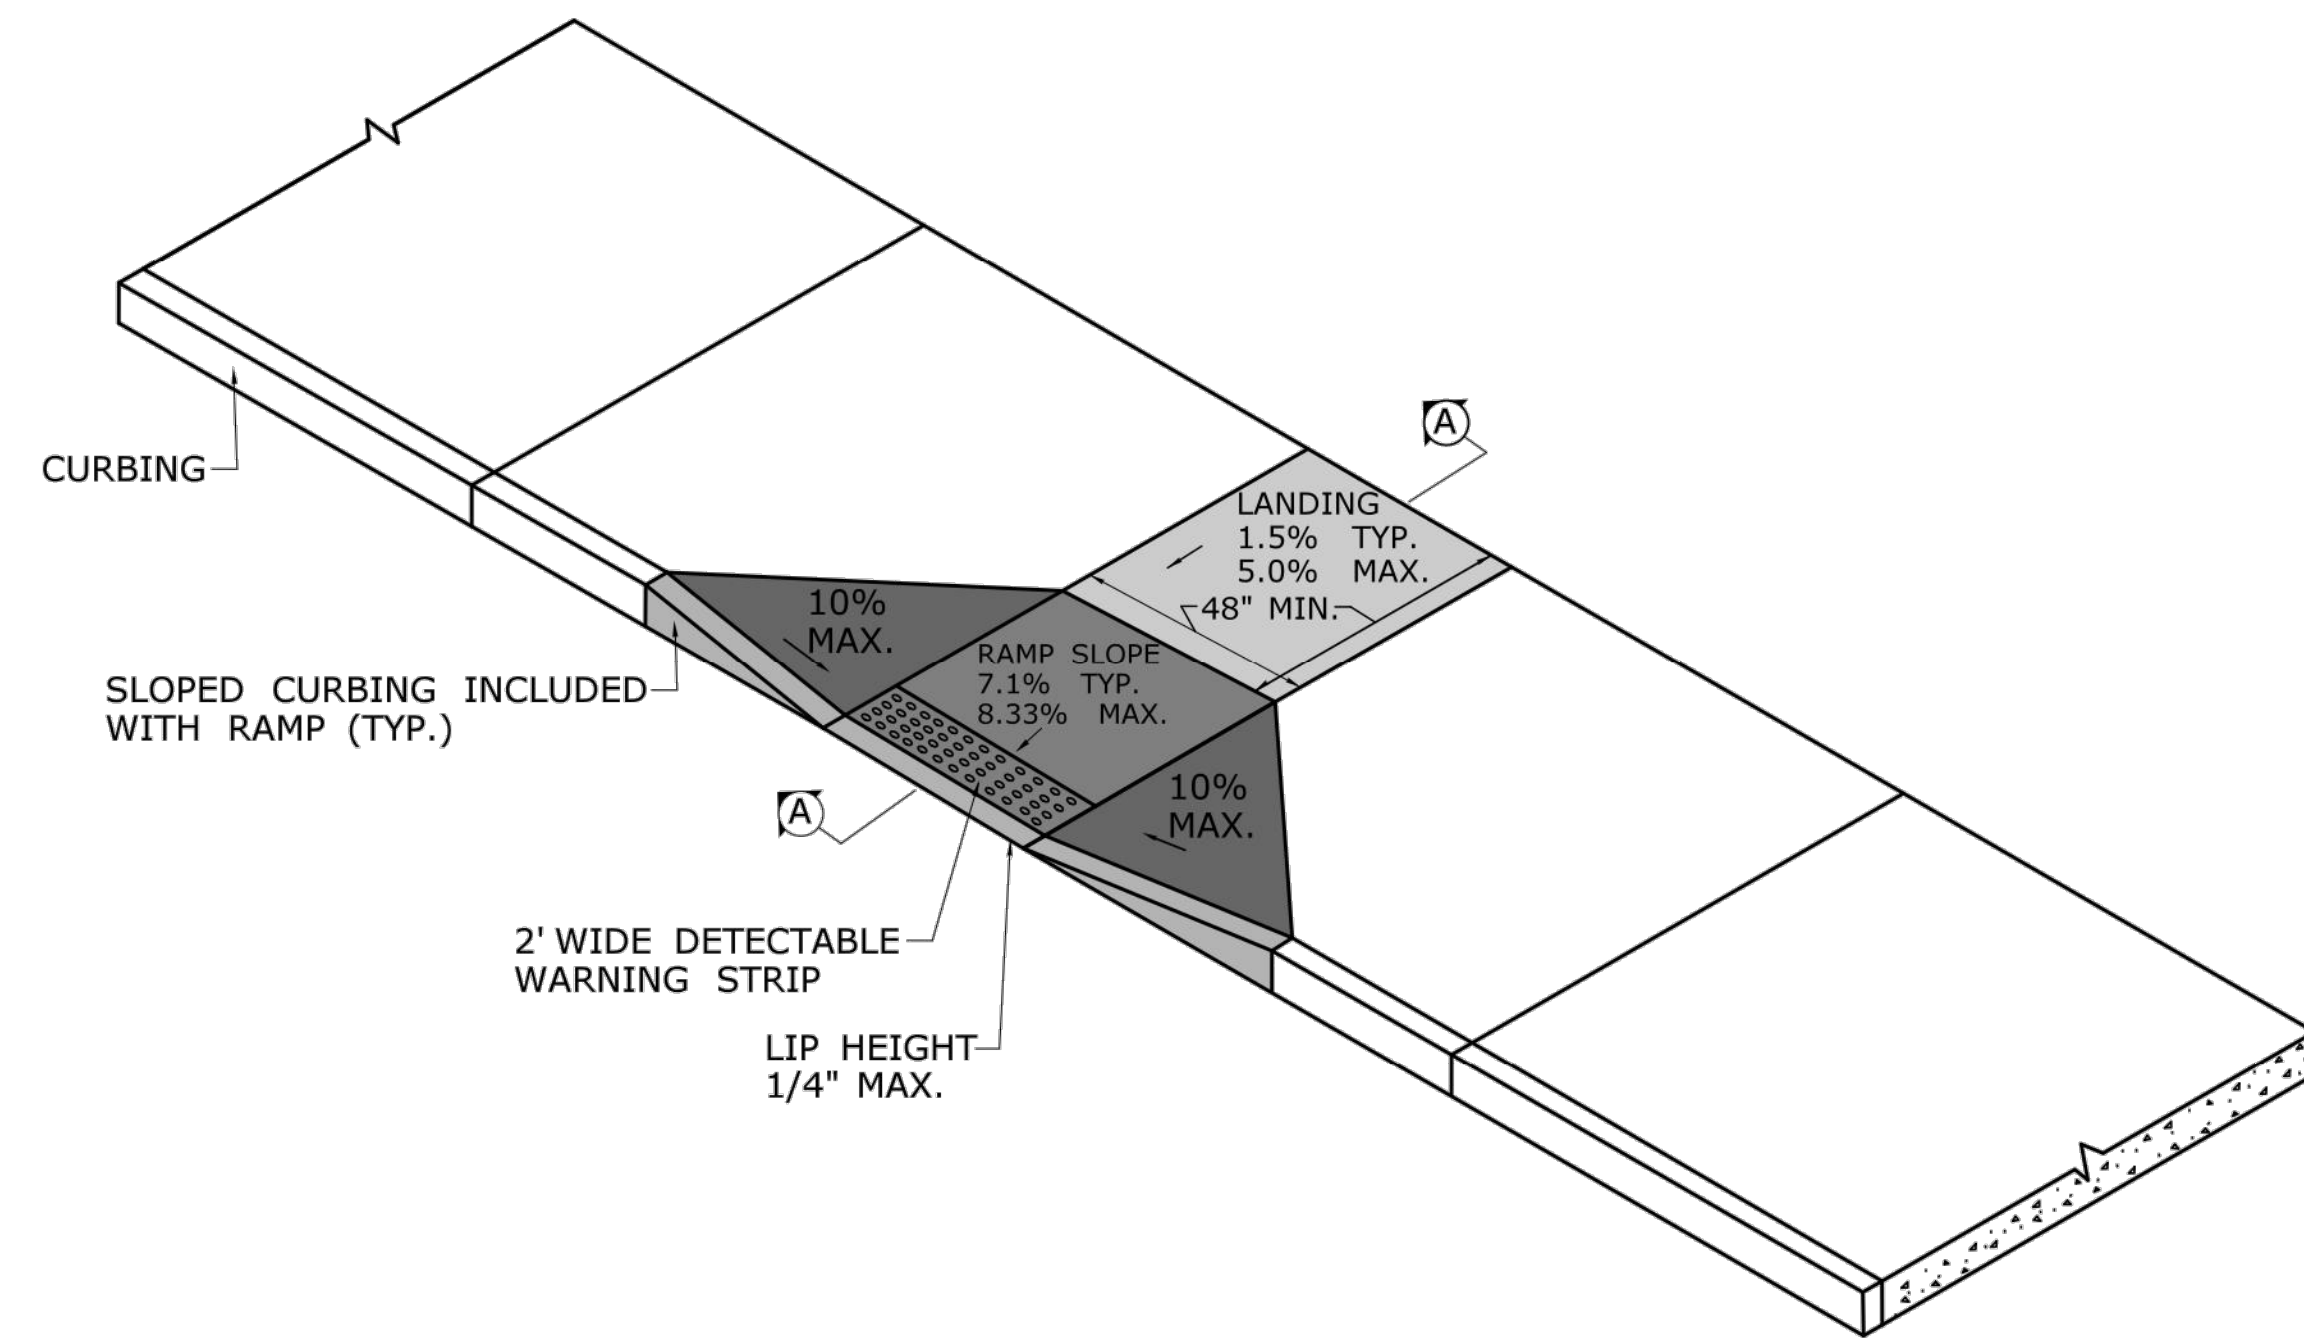 A
LANDING
1.5% TYP.
5.0% MAX.
48" MIN.
CURBING
10%
MAX.
RAMP SLOPE
7.1% TYP.
8.33% MAX.
SLOPED CURBING INCLUDED
WITH RAMP (TYP.)
10%
MAX.
A
2' WIDE DETECTABLE
WARNING STRIP
LIP HEIGHT
1/4" MAX.